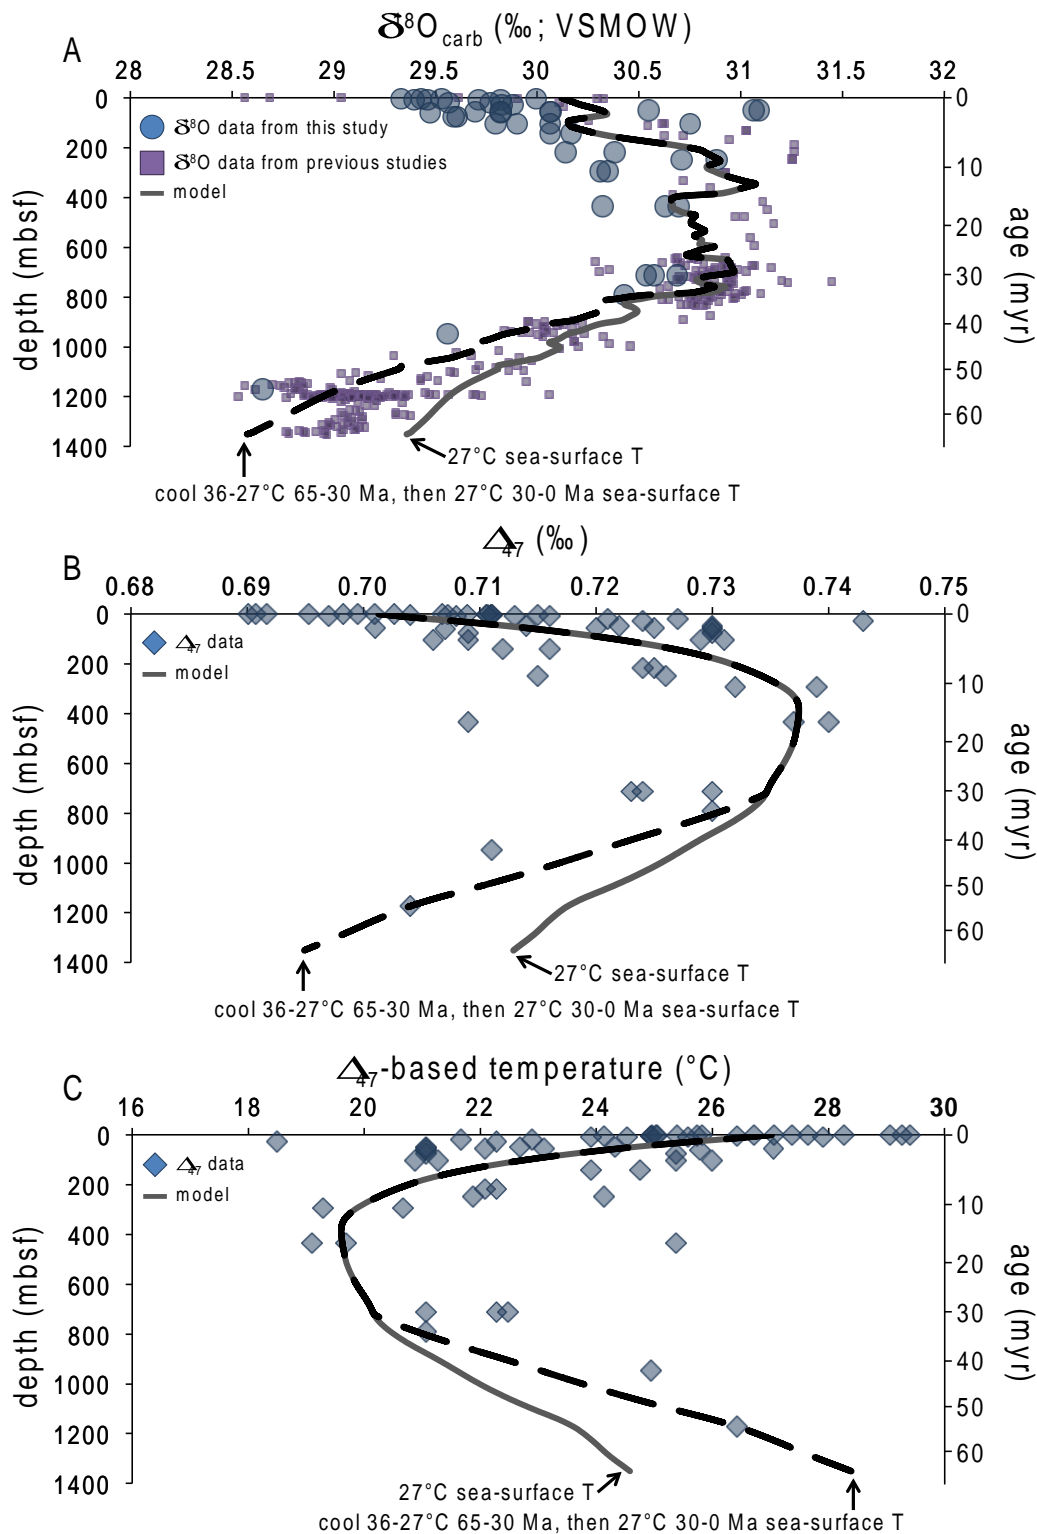 A
δ¹⁸O carb (‰; VSMOW)
28 28.5 29 29.5 30 30.5 31 31.5 32
0 200 400 600 800 1000 1200 1400
depth (mbsf)
0 10 20 30 40 50 60
age (myr)
δ¹⁸O data from this study
δ¹⁸O data from previous studies
model
27°C sea-surface T
cool 36-27°C 65-30 Ma, then 27°C 30-0 Ma sea-surface T
B
Δ47 (‰)
0.68 0.69 0.70 0.71 0.72 0.73 0.74 0.75
0 200 400 600 800 1000 1200 1400
depth (mbsf)
0 10 20 30 40 50 60
age (myr)
Δ47 data
model
27°C sea-surface T
cool 36-27°C 65-30 Ma, then 27°C 30-0 Ma sea-surface T
C
Δ47-based temperature (°C)
16 18 20 22 24 26 28 30
0 200 400 600 800 1000 1200 1400
depth (mbsf)
0 10 20 30 40 50 60
age (myr)
Δ47 data
model
27°C sea-surface T
cool 36-27°C 65-30 Ma, then 27°C 30-0 Ma sea-surface T